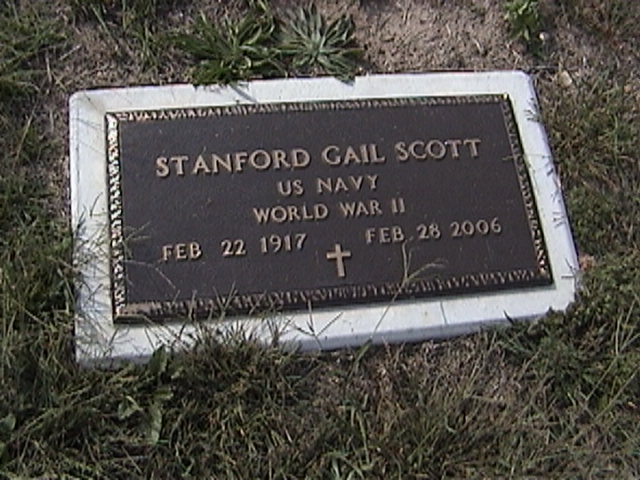 STANFORD GAIL SCOTT
US NAVY
WORLD WAR II
FEB 22 1917 FEB 28 2006